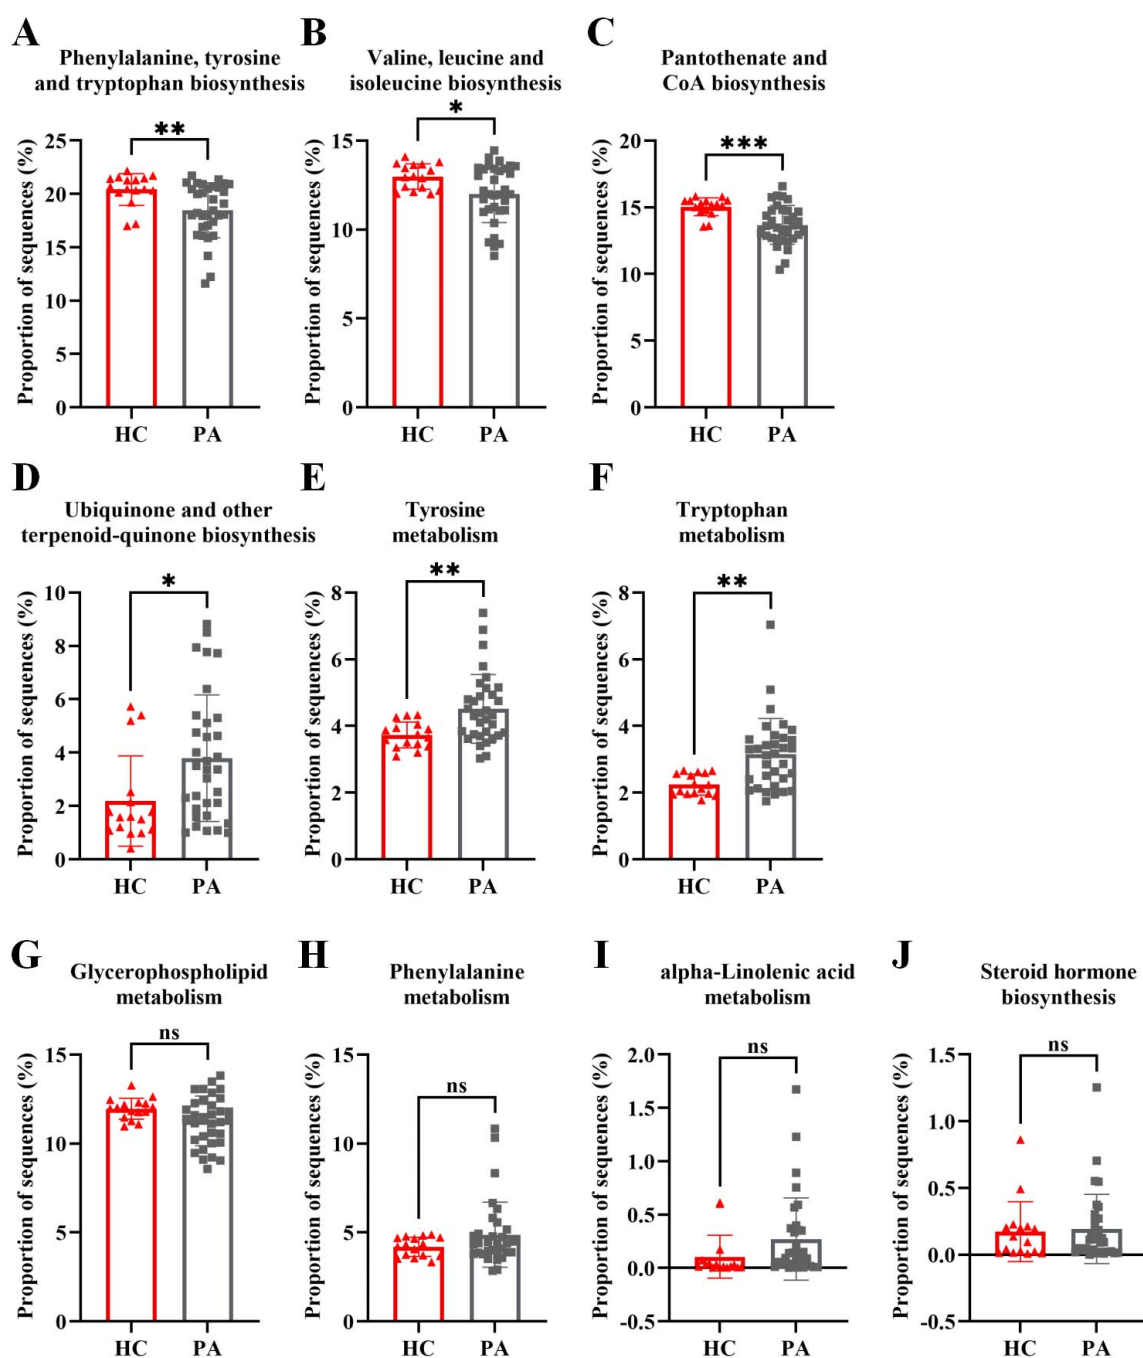 A
Phenylalanine, tyrosine
and tryptophan biosynthesis
**
Proportion of sequences (%)
25
20
15
10
5
0
HC
PA
B
Valine, leucine and
isoleucine biosynthesis
*
Proportion of sequences (%)
15
10
5
0
HC
PA
C
Pantothenate and
CoA biosynthesis
***
Proportion of sequences (%)
20
15
10
5
0
HC
PA
D
Ubiquinone and other
terpenoid-quinone biosynthesis
*
Proportion of sequences (%)
10
8
6
4
2
0
HC
PA
E
Tyrosine
metabolism
**
Proportion of sequences (%)
8
6
4
2
0
HC
PA
F
Tryptophan
metabolism
**
Proportion of sequences (%)
8
6
4
2
0
HC
PA
G
Glycerophospholipid
metabolism
ns
Proportion of sequences (%)
15
10
5
0
HC
PA
H
Phenylalanine
metabolism
ns
Proportion of sequences (%)
15
10
5
0
HC
PA
I
alpha-Linolenic acid
metabolism
ns
Proportion of sequences (%)
2.0
1.5
1.0
0.5
0.0
-0.5
HC
PA
J
Steroid hormone
biosynthesis
ns
Proportion of sequences (%)
1.5
1.0
0.5
0.0
-0.5
HC
PA